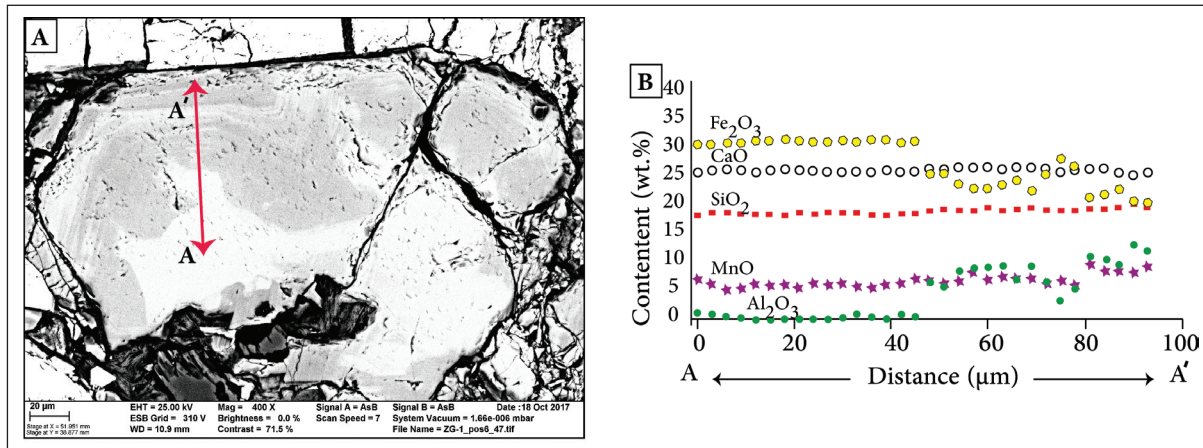 A
A'
A
20 µm
Stage at X = 51.951 mm
Stage at Y = 38.877 mm
EHT = 25.00 kV
ESB Grid = 310 V
WD = 10.9 mm
Mag = 400 X
Brightness = 0.0 %
Contrast = 71.5 %
Signal A = AsB
Scan Speed = 7
Signal B = AsB
Date :18 Oct 2017
System Vacuum = 1.66e-006 mbar
File Name = ZG-1_pos6_47.tif
B
Contentent (wt.%)
40
35
30
25
20
15
10
5
0
Fe2O3
CaO
SiO2
MnO
Al2O3
0
20
40
60
80
100
A
Distance (µm)
A'